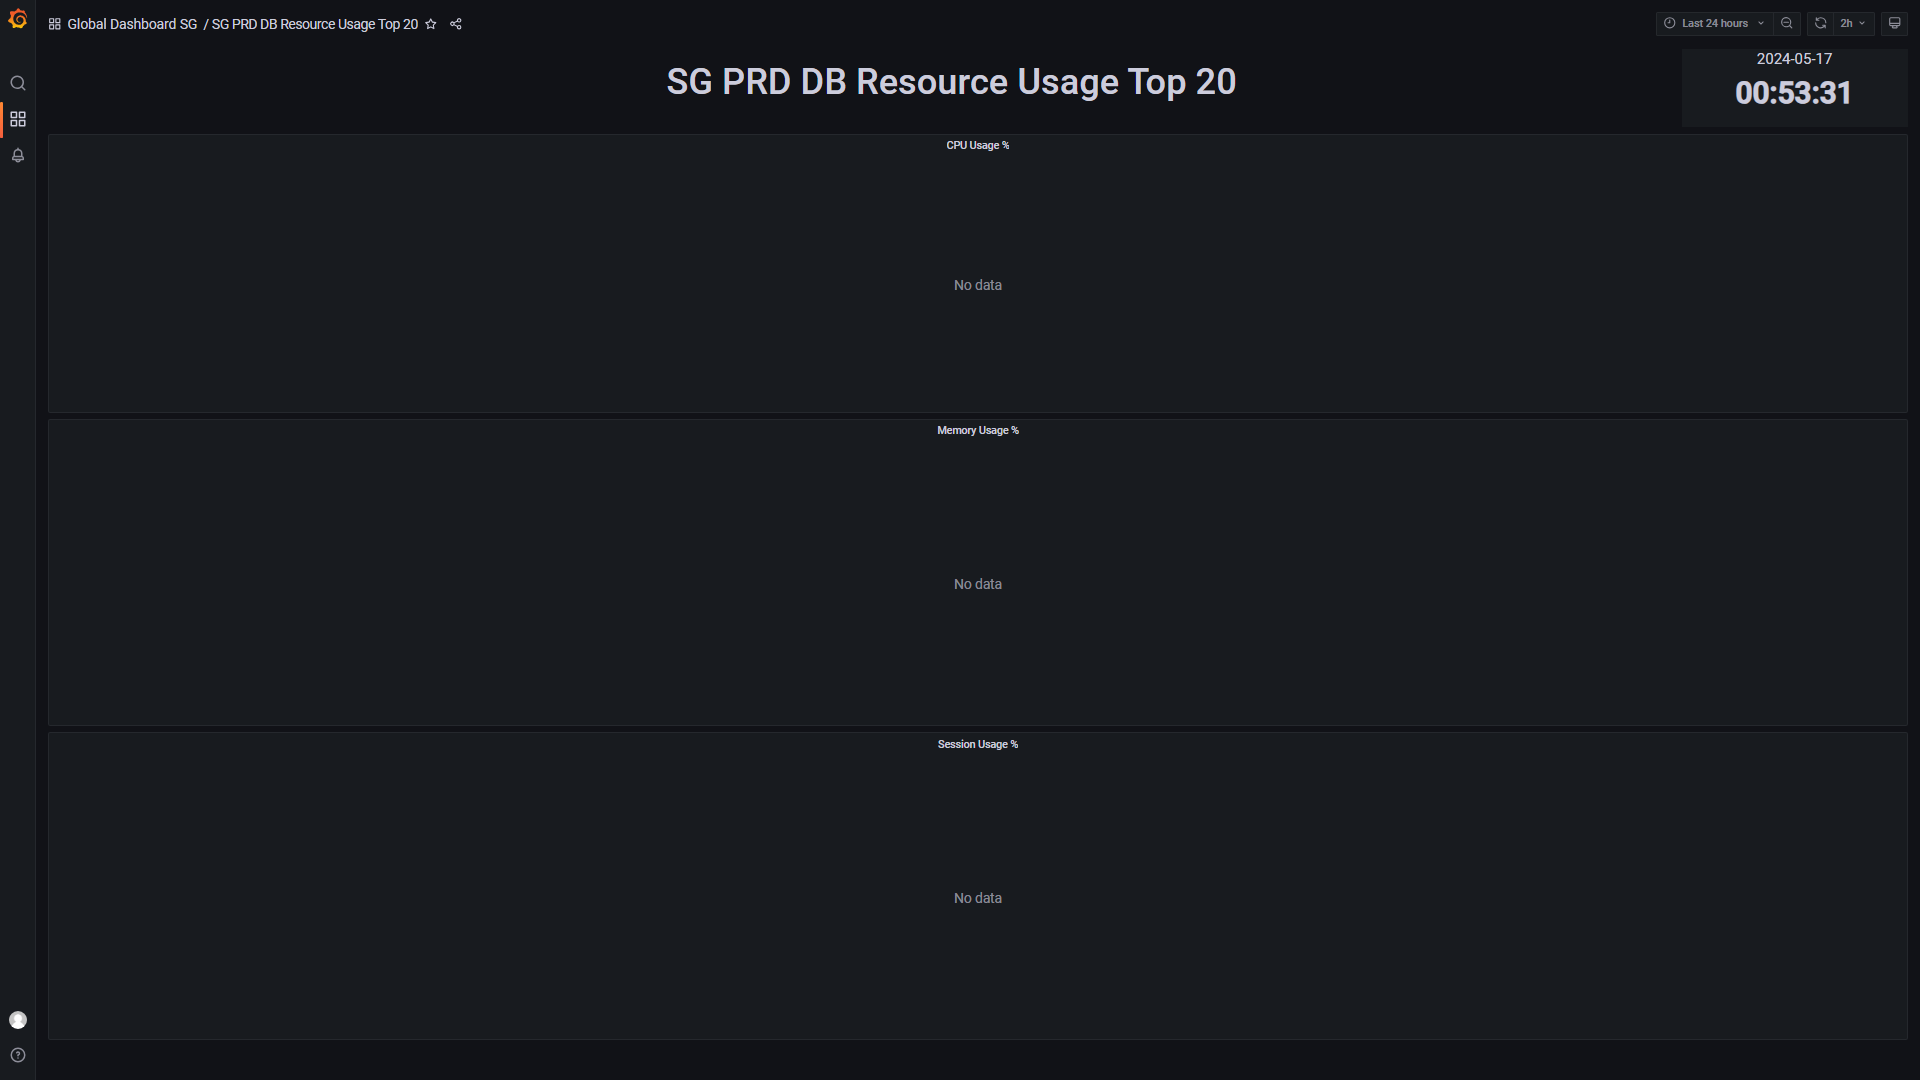 Global Dashboard SG / SG PRD DB Resource Usage Top 20
Last 24 hours
2h
SG PRD DB Resource Usage Top 20
2024-05-17
00:53:31
CPU Usage %
No data
Memory Usage %
No data
Session Usage %
No data